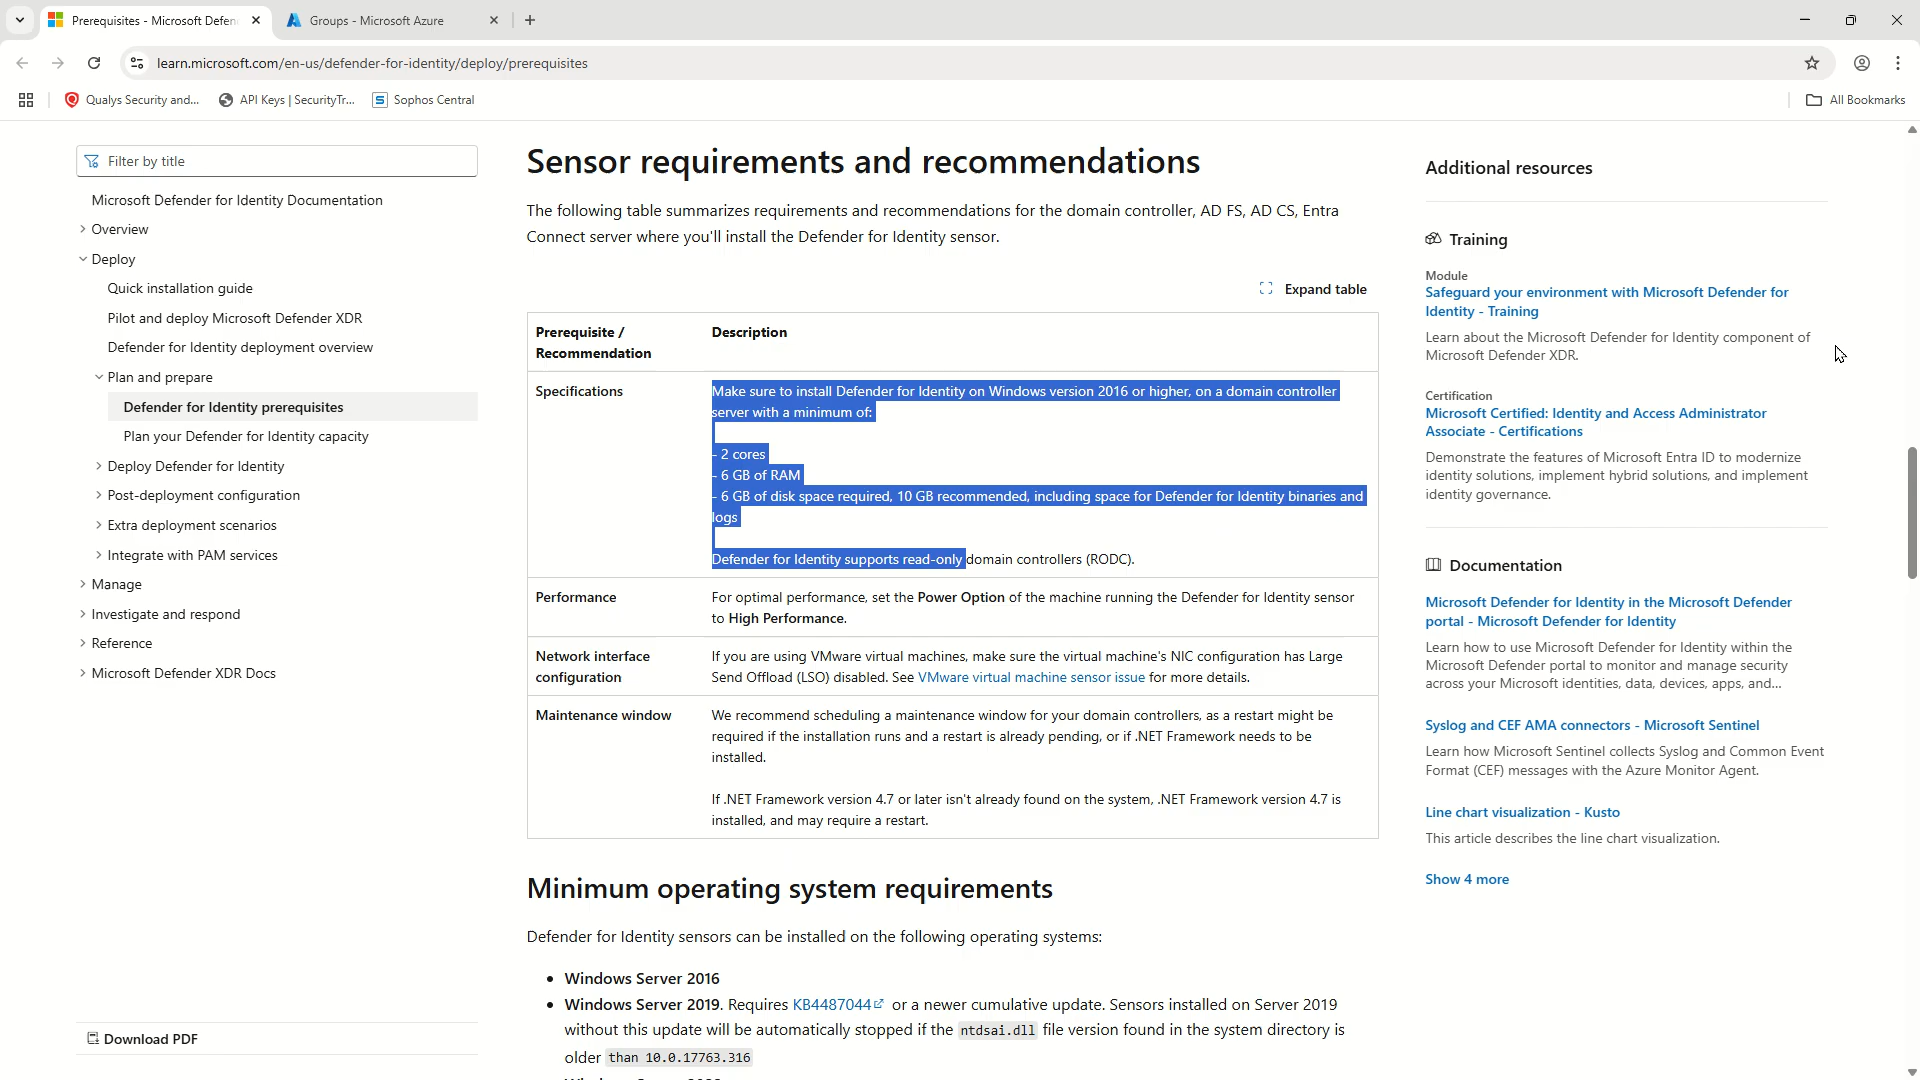 Prerequisites - Microsoft Defen
Groups - Microsoft Azure
learn.microsoft.com/en-us/defender-for-identity/deploy/prerequisites
Qualys Security and...
API Keys | SecurityTr...
Sophos Central
All Bookmarks
Filter by title
Microsoft Defender for Identity Documentation
Overview
Deploy
Quick installation guide
Pilot and deploy Microsoft Defender XDR
Defender for Identity deployment overview
Plan and prepare
Defender for Identity prerequisites
Plan your Defender for Identity capacity
Deploy Defender for Identity
Post-deployment configuration
Extra deployment scenarios
Integrate with PAM services
Manage
Investigate and respond
Reference
Microsoft Defender XDR Docs
Download PDF
Sensor requirements and recommendations
The following table summarizes requirements and recommendations for the domain controller, AD FS, AD CS, Entra
Connect server where you'll install the Defender for Identity sensor.
Expand table
Prerequisite /
Recommendation
Description
Specifications
Make sure to install Defender for Identity on Windows version 2016 or higher, on a domain controller
server with a minimum of:
- 2 cores
- 6 GB of RAM
- 6 GB of disk space required, 10 GB recommended, including space for Defender for Identity binaries and
logs
Defender for Identity supports read-only domain controllers (RODC).
Performance
For optimal performance, set the Power Option of the machine running the Defender for Identity sensor
to High Performance.
Network interface
configuration
If you are using VMware virtual machines, make sure the virtual machine's NIC configuration has Large
Send Offload (LSO) disabled. See VMware virtual machine sensor issue for more details.
Maintenance window
We recommend scheduling a maintenance window for your domain controllers, as a restart might be
required if the installation runs and a restart is already pending, or if .NET Framework needs to be
installed.
If .NET Framework version 4.7 or later isn't already found on the system, .NET Framework version 4.7 is
installed, and may require a restart.
Minimum operating system requirements
Defender for Identity sensors can be installed on the following operating systems:
• Windows Server 2016
• Windows Server 2019. Requires KB4487044 or a newer cumulative update. Sensors installed on Server 2019
without this update will be automatically stopped if the ntdsai.dll file version found in the system directory is
older than 10.0.17763.316
Additional resources
Training
Module
Safeguard your environment with Microsoft Defender for
Identity - Training
Learn about the Microsoft Defender for Identity component of
Microsoft Defender XDR.
Certification
Microsoft Certified: Identity and Access Administrator
Associate - Certifications
Demonstrate the features of Microsoft Entra ID to modernize
identity solutions, implement hybrid solutions, and implement
identity governance.
Documentation
Microsoft Defender for Identity in the Microsoft Defender
portal - Microsoft Defender for Identity
Learn how to use Microsoft Defender for Identity within the
Microsoft Defender portal to monitor and manage security
across your Microsoft identities, data, devices, apps, and...
Syslog and CEF AMA connectors - Microsoft Sentinel
Learn how Microsoft Sentinel collects Syslog and Common Event
Format (CEF) messages with the Azure Monitor Agent.
Line chart visualization - Kusto
This article describes the line chart visualization.
Show 4 more